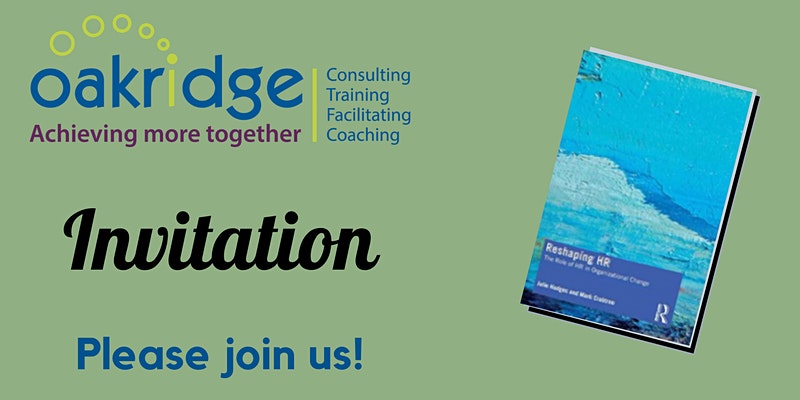 oakridge
Achieving more together
Consulting
Training
Facilitating
Coaching
Invitation
Please join us!
Reshaping HR
The Role of HR in Organizational Change
Julie Hodges and Mark Crabtree
R